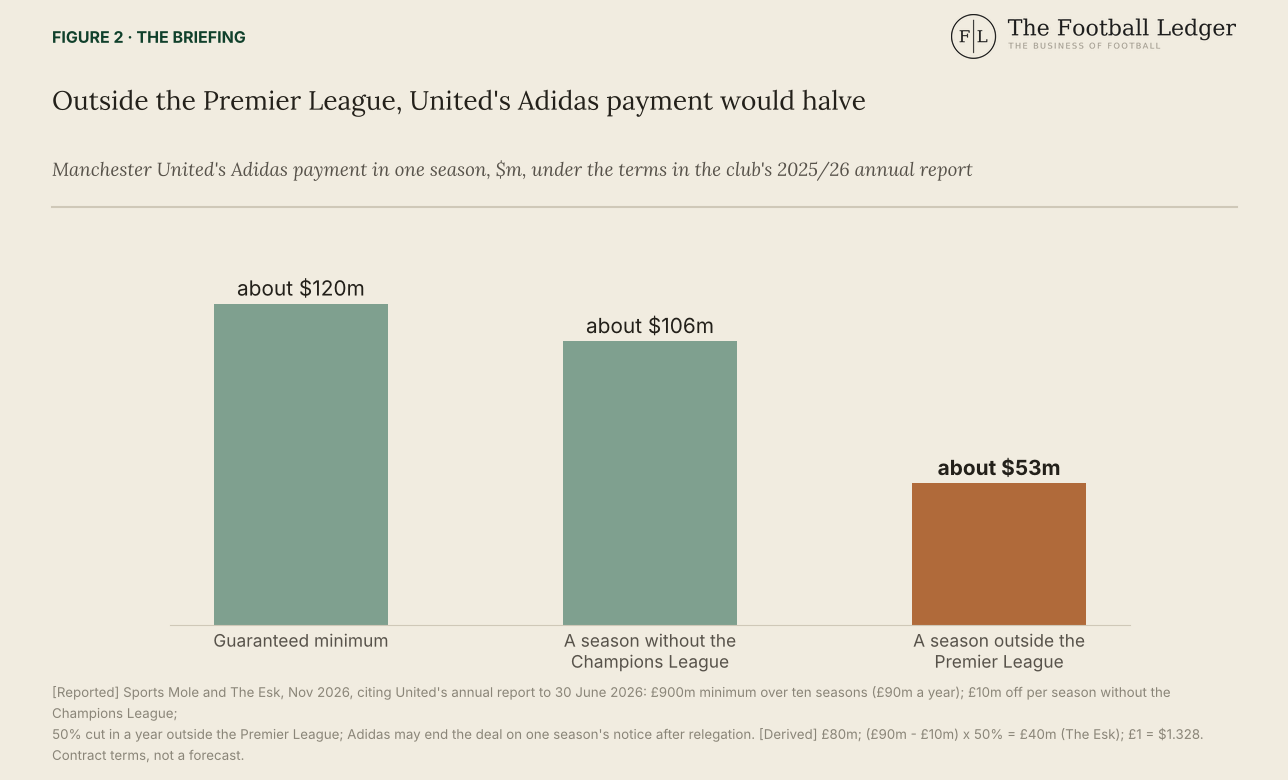 FIGURE 2 · THE BRIEFING
F L
The Football Ledger
THE BUSINESS OF FOOTBALL
Outside the Premier League, United's Adidas payment would halve
Manchester United's Adidas payment in one season, $m, under the terms in the club's 2025/26 annual report
about $120m
about $106m
about $53m
Guaranteed minimum
A season without the
Champions League
A season outside the
Premier League
[Reported] Sports Mole and The Esk, Nov 2026, citing United's annual report to 30 June 2026: £900m minimum over ten seasons (£90m a year); £10m off per season without the
Champions League;
50% cut in a year outside the Premier League; Adidas may end the deal on one season's notice after relegation. [Derived] £80m; (£90m - £10m) x 50% = £40m (The Esk); £1 = $1.328.
Contract terms, not a forecast.